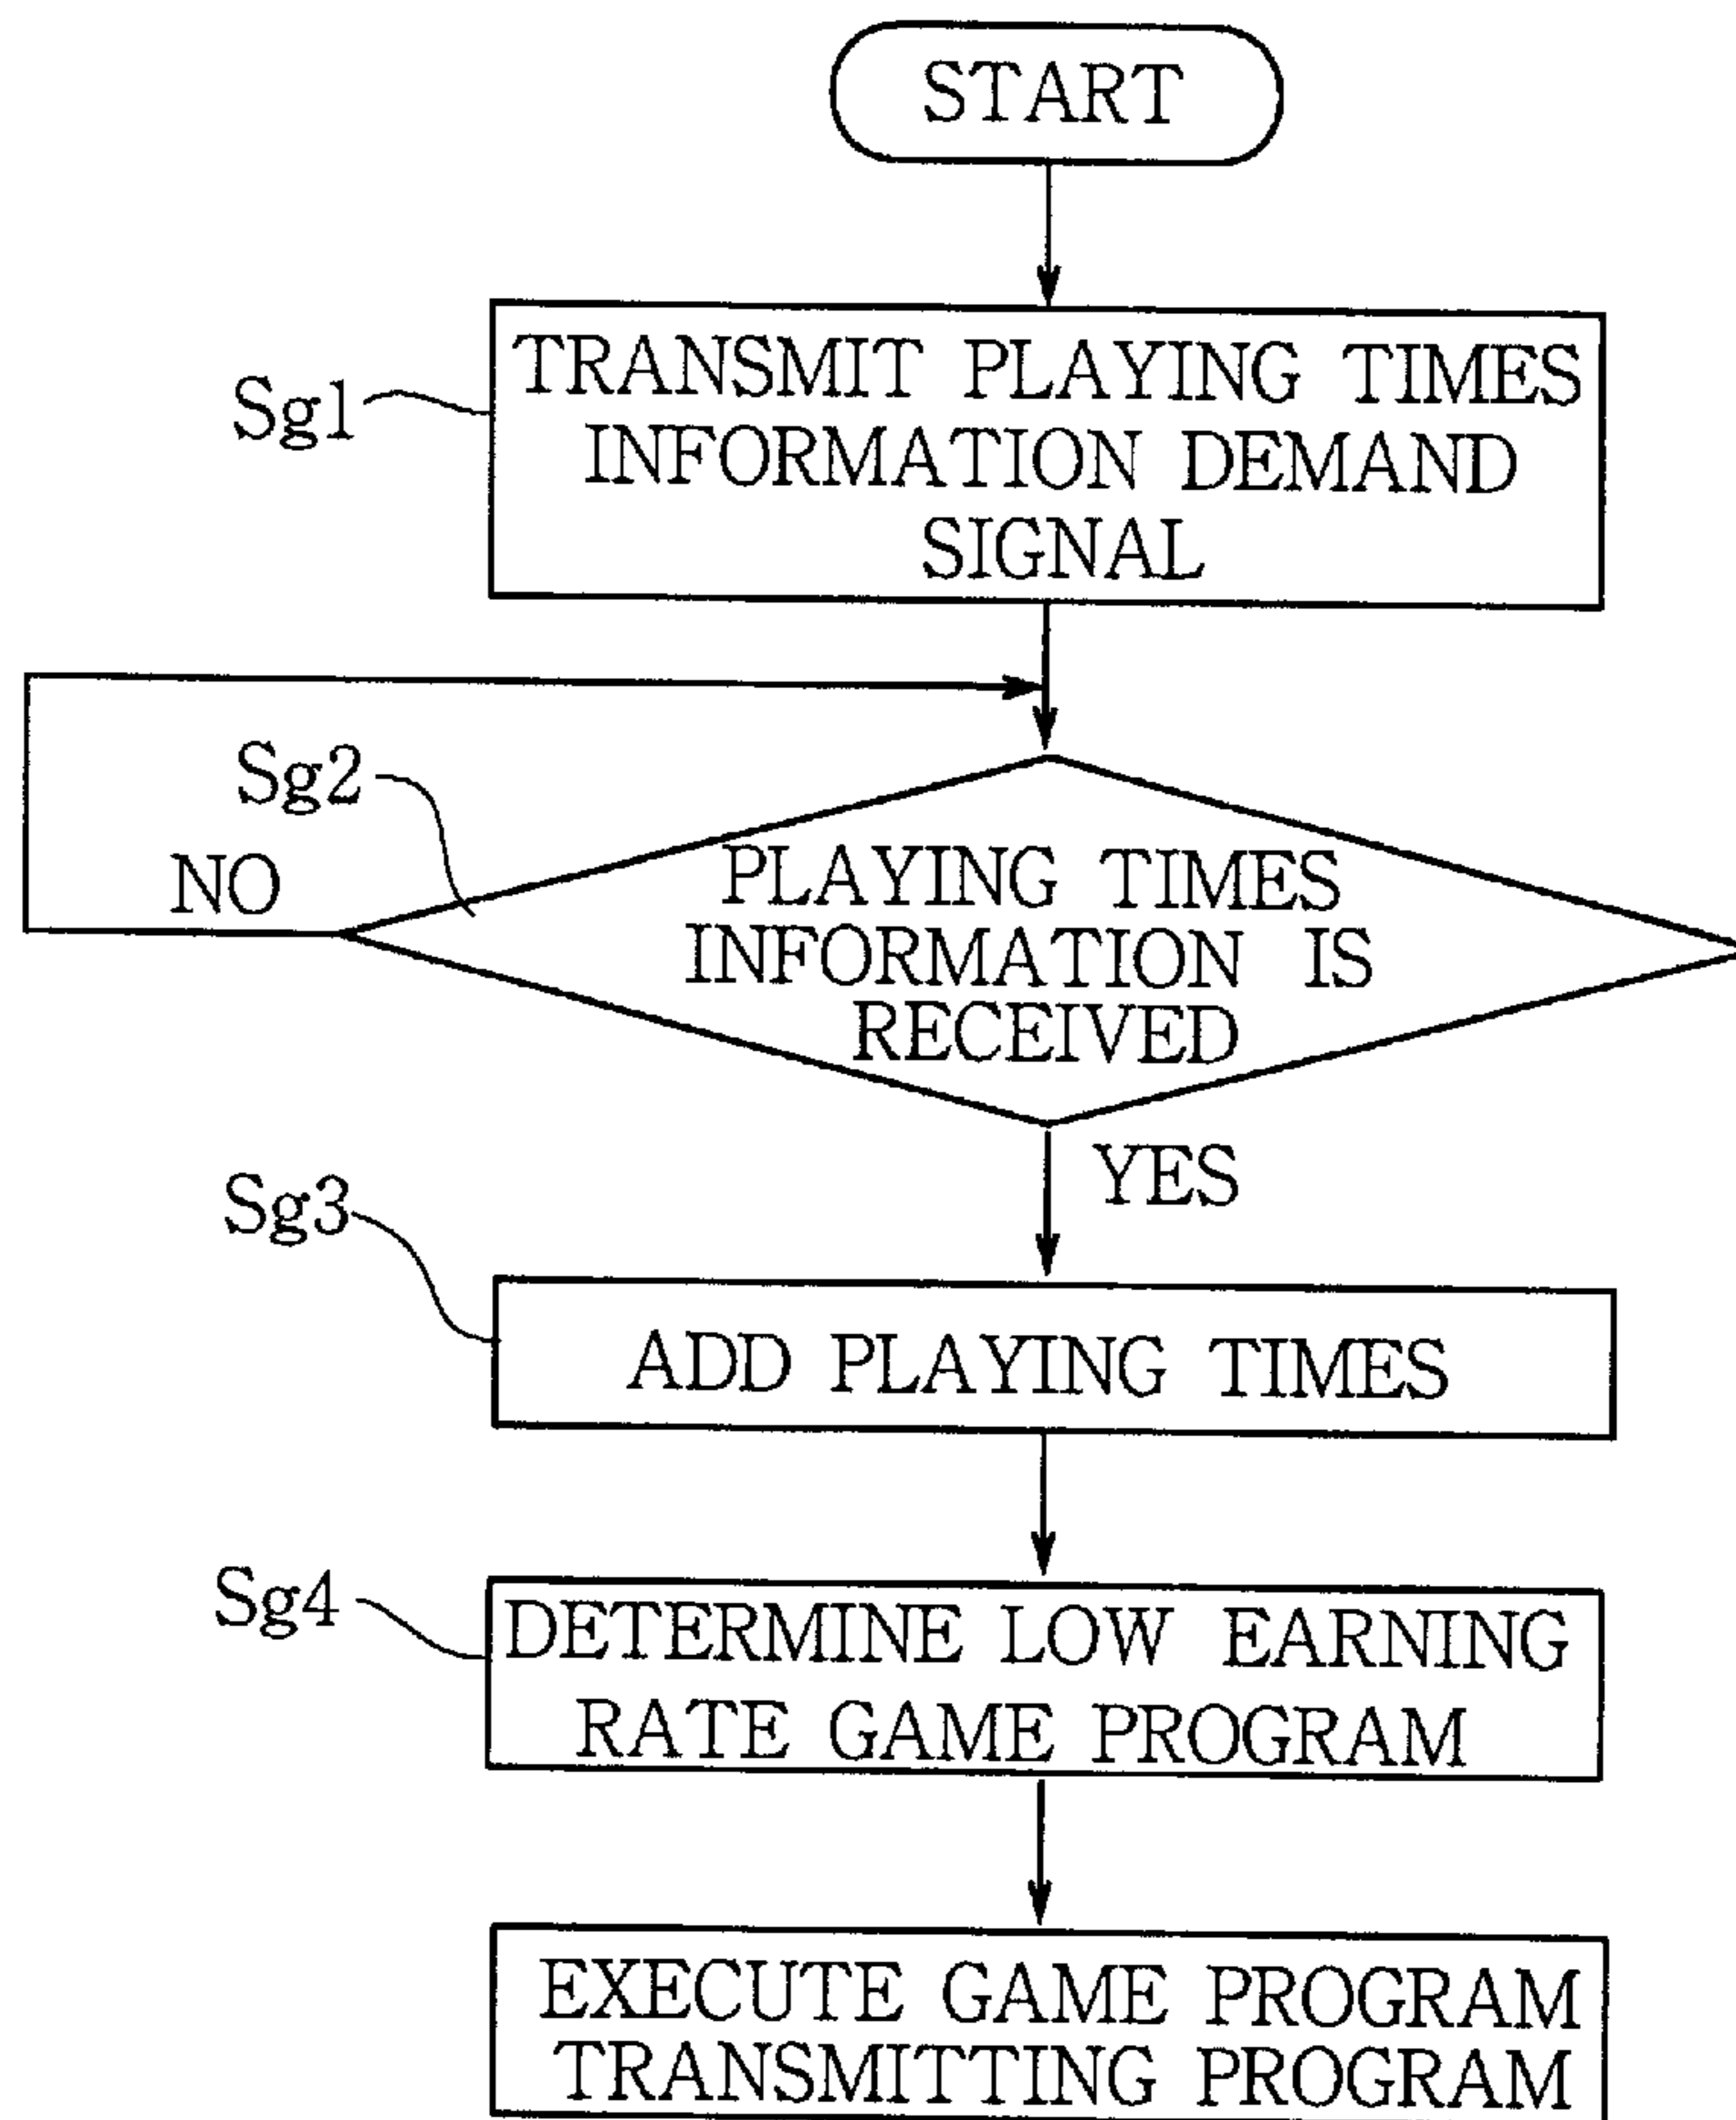 START
TRANSMIT PLAYING TIMES
INFORMATION DEMAND
SIGNAL
Sg1
Sg2
NO
PLAYING TIMES
INFORMATION IS
RECEIVED
YES
Sg3
ADD PLAYING TIMES
Sg4
DETERMINE LOW EARNING
RATE GAME PROGRAM
EXECUTE GAME PROGRAM
TRANSMITTING PROGRAM